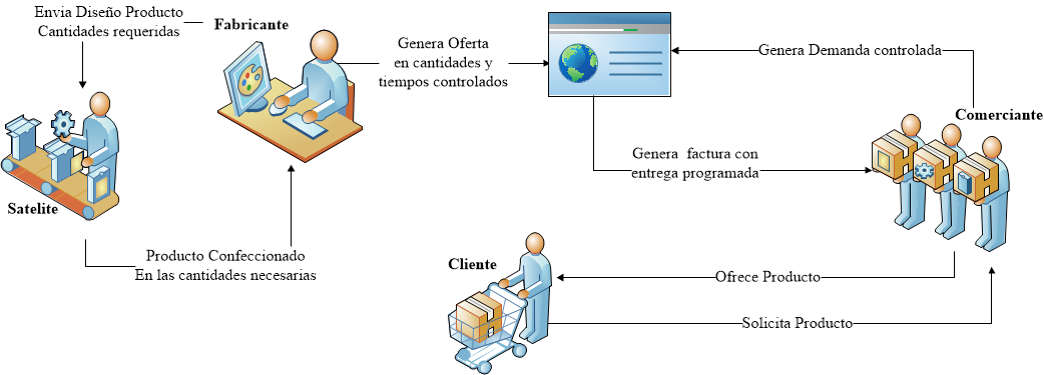 Envia Diseño Producto
Cantidades requeridas
Fabricante
Genera Oferta
en cantidades y
tiempos controlados
Genera Demanda controlada
Comerciante
Genera factura con
entrega programada
Satelite
Producto Confeccionado
En las cantidades necesarias
Cliente
Ofrece Producto
Solicita Producto